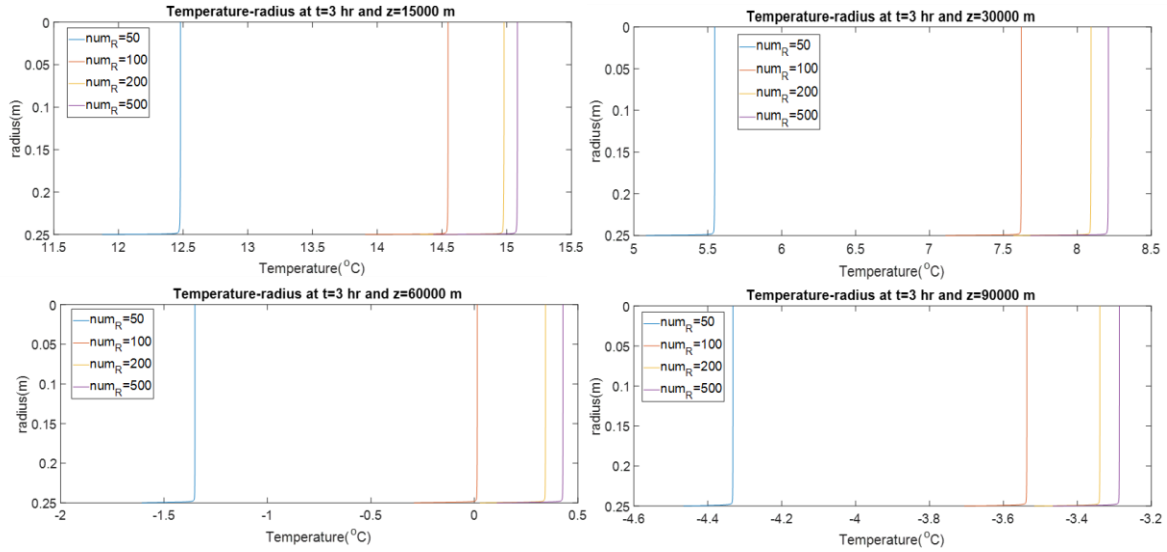 Temperature-radius at t=3 hr and z=15000 m
0
0.05
0.1
0.15
0.2
0.25
radius(m)
num_R=50
num_R=100
num_R=200
num_R=500
11.5 12 12.5 13 13.5 14 14.5 15 15.5
Temperature(°C)
Temperature-radius at t=3 hr and z=30000 m
0
0.05
0.1
0.15
0.2
0.25
radius(m)
num_R=50
num_R=100
num_R=200
num_R=500
5 5.5 6 6.5 7 7.5 8 8.5
Temperature(°C)
Temperature-radius at t=3 hr and z=60000 m
0
0.05
0.1
0.15
0.2
0.25
radius(m)
num_R=50
num_R=100
num_R=200
num_R=500
-2 -1.5 -1 -0.5 0 0.5
Temperature(°C)
Temperature-radius at t=3 hr and z=90000 m
0
0.05
0.1
0.15
0.2
0.25
radius(m)
num_R=50
num_R=100
num_R=200
num_R=500
-4.6 -4.4 -4.2 -4 -3.8 -3.6 -3.4 -3.2
Temperature(°C)